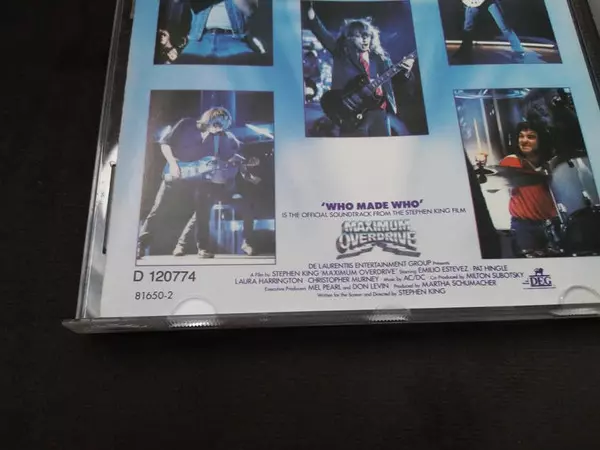 'WHO MADE WHO'
IS THE OFFICIAL SOUNDTRACK FROM THE STEPHEN KING FILM
MAXIMUM
OVERDRIVE
DE LAURENTIIS ENTERTAINMENT GROUP Presents
A Film by STEPHEN KING 'MAXIMUM OVERDRIVE' Starring EMILIO ESTEVEZ · PAT HINGLE
LAURA HARRINGTON · CHRISTOPHER MURNEY · Music by AC/DC · Co-Produced by MILTON SUBOTSKY
Executive Producers MEL PEARL and DON LEVIN Produced by MARTHA SCHUMACHER
Written for the Screen and Directed by STEPHEN KING
DEG
D 120774
81650-2